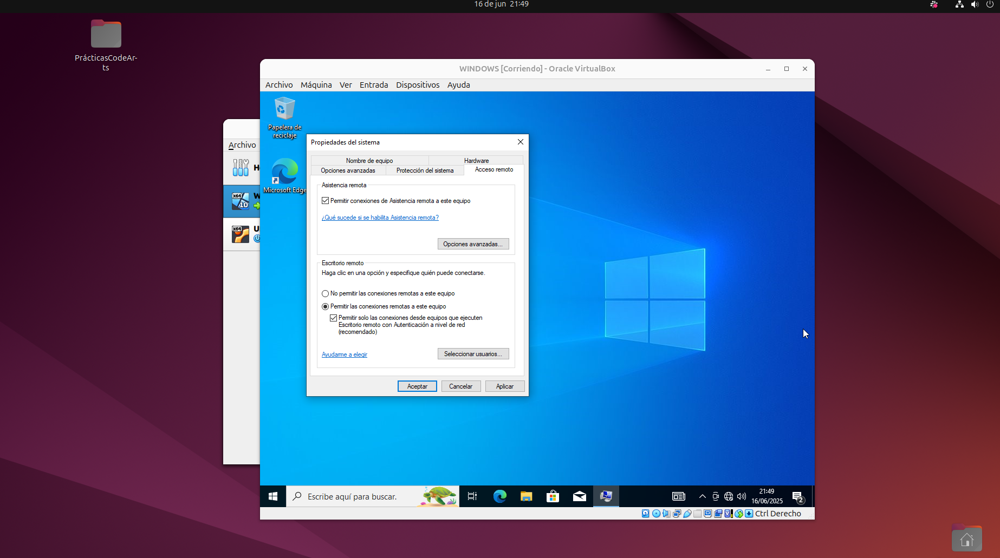 16 de jun 21:49
PrácticasCodeAr-
ts
WINDOWS [Corriendo] - Oracle VirtualBox
Archivo Máquina Ver Entrada Dispositivos Ayuda
Papelera de
reciclaje
Archivo
Microsoft Edge
X64
10
X64
Propiedades del sistema
Nombre de equipo Hardware
Opciones avanzadas Protección del sistema Acceso remoto
Asistencia remota
Permitir conexiones de Asistencia remota a este equipo
¿Qué sucede si se habilita Asistencia remota?
Opciones avanzadas...
Escritorio remoto
Haga clic en una opción y especifique quién puede conectarse.
No permitir las conexiones remotas a este equipo
Permitir las conexiones remotas a este equipo
Permitir solo las conexiones desde equipos que ejecuten
Escritorio remoto con Autenticación a nivel de red
(recomendado)
Ayudarme a elegir
Seleccionar usuarios...
Aceptar Cancelar Aplicar
Escribe aquí para buscar.
21:49
16/06/2025
2
Ctrl Derecho